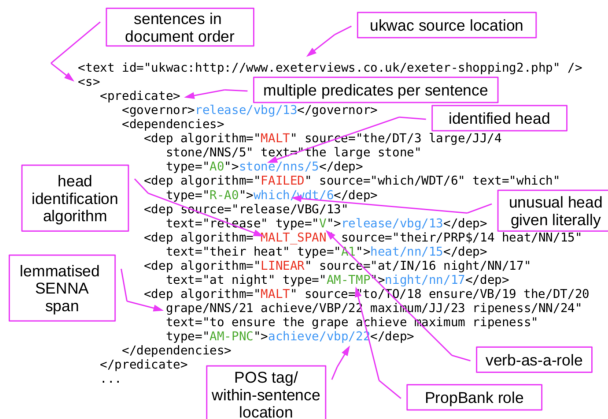 sentences in
document order
ukwac source location
<text id="ukwac:http://www.exeterviews.co.uk/exeter-shopping2.php" />
<s>
<predicate>
multiple predicates per sentence
<governor>release/vbg/13</governor>
identified head
<dependencies>
<dep algorithm="MALT" source="the/DT/3 large/JJ/4
stone/NNS/5" text="the large stone"
type="A0">stone/nns/5</dep>
head
identification
algorithm
<dep algorithm="FAILED" source="which/WDT/6" text="which"
type="R-A0">which/wdt/6</dep>
unusual head
given literally
<dep source="release/VBG/13"
text="release" type="V">release/vbg/13</dep>
<dep algorithm="MALT_SPAN" source="their/PRP$/14 heat/NN/15"
text="their heat" type="A1">heat/nn/15</dep>
lemmatised
SENNA
span
<dep algorithm="LINEAR" source="at/IN/16 night/NN/17"
text="at night" type="AM-TMP">night/nn/17</dep>
<dep algorithm="MALT" source="to/TO/18 ensure/VB/19 the/DT/20
grape/NNS/21 achieve/VBP/22 maximum/JJ/23 ripeness/NN/24"
text="to ensure the grape achieve maximum ripeness"
type="AM-PNC">achieve/vbp/22</dep>
</dependencies>
</predicate>
...
verb-as-a-role
POS tag/
within-sentence
location
PropBank role